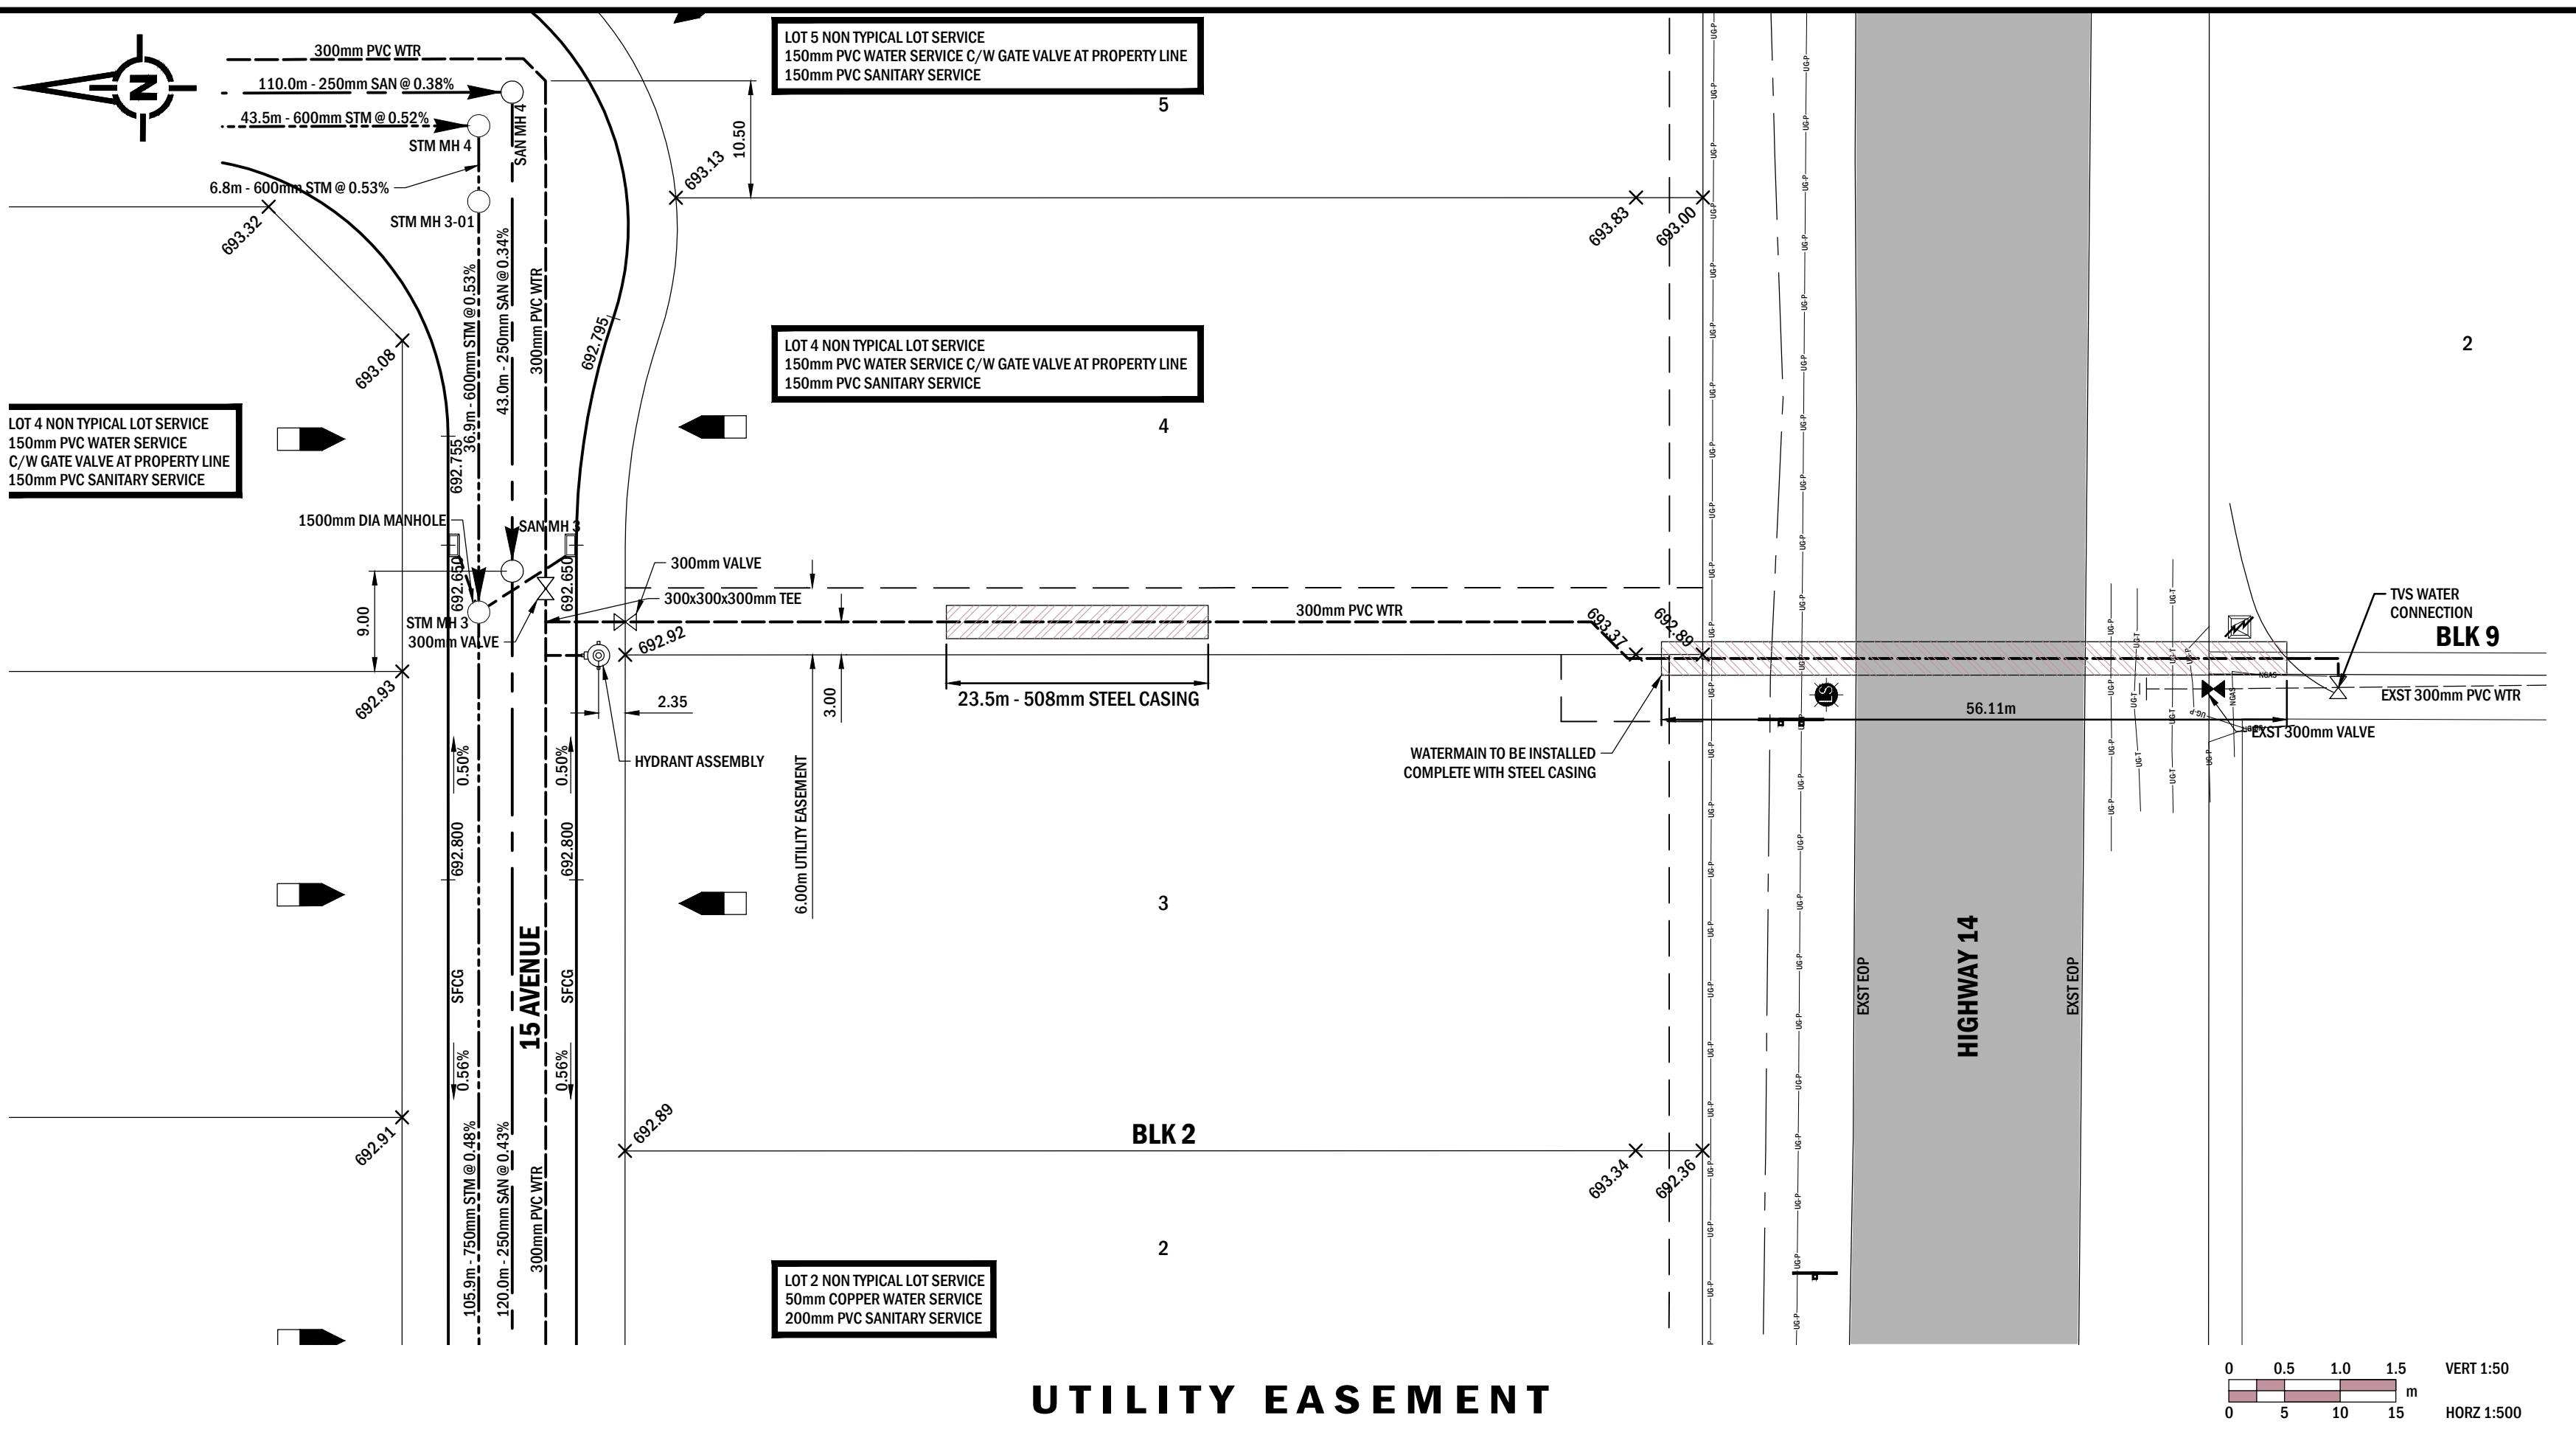 N
300mm PVC WTR
110.0m - 250mm SAN @ 0.38%
43.5m - 600mm STM @ 0.52%
STM MH 4
SAN MH 4
6.8m - 600mm STM @ 0.53%
STM MH 3-01
693.32
693.08
36.9m - 600mm STM @ 0.53%
43.0m - 250mm SAN @ 0.34%
300mm PVC WTR
692.795
693.13
10.50
LOT 5 NON TYPICAL LOT SERVICE
150mm PVC WATER SERVICE C/W GATE VALVE AT PROPERTY LINE
150mm PVC SANITARY SERVICE
5
693.83
693.00
LOT 4 NON TYPICAL LOT SERVICE
150mm PVC WATER SERVICE C/W GATE VALVE AT PROPERTY LINE
150mm PVC SANITARY SERVICE
4
2
LOT 4 NON TYPICAL LOT SERVICE
150mm PVC WATER SERVICE
C/W GATE VALVE AT PROPERTY LINE
150mm PVC SANITARY SERVICE
692.755
1500mm DIA MANHOLE
SAN MH 3
692.650
692.650
9.00
STM MH 3
300mm VALVE
300mm VALVE
300x300x300mm TEE
692.92
692.93
300mm PVC WTR
693.37
692.89
23.5m - 508mm STEEL CASING
2.35
3.00
HYDRANT ASSEMBLY
6.00m UTILITY EASEMENT
WATERMAIN TO BE INSTALLED
COMPLETE WITH STEEL CASING
LS
56.11m
TVS WATER
CONNECTION
BLK 9
EXST 300mm PVC WTR
EXST 300mm VALVE
UG-P
UG-T
NGAS
NGAS
0.50%
0.50%
692.800
692.800
SFCG
15 AVENUE
SFCG
0.56%
0.56%
3
EXST EOP
HIGHWAY 14
EXST EOP
692.91
692.89
BLK 2
693.34
692.36
105.9m - 750mm STM @ 0.48%
120.0m - 250mm SAN @ 0.43%
300mm PVC WTR
2
LOT 2 NON TYPICAL LOT SERVICE
50mm COPPER WATER SERVICE
200mm PVC SANITARY SERVICE
UTILITY EASEMENT
0 0.5 1.0 1.5 VERT 1:50
m
0 5 10 15 HORZ 1:500